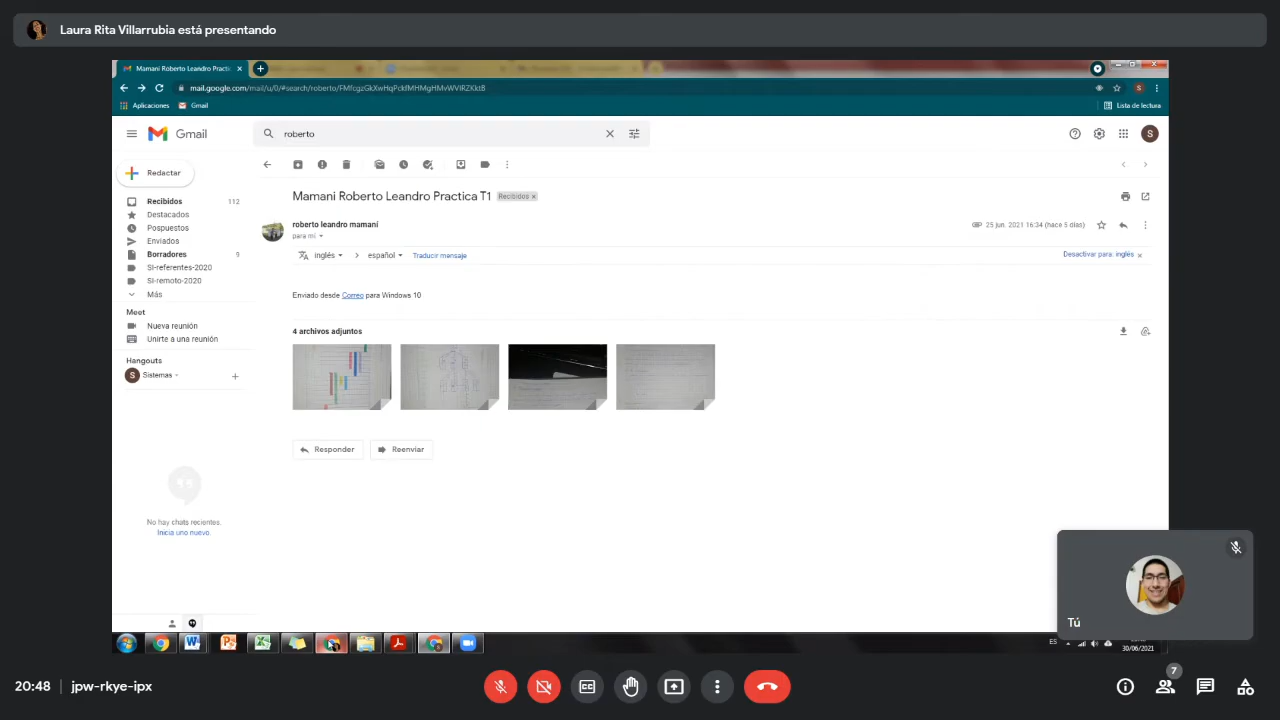 Laura Rita Villarrubia está presentando
Mamani Roberto Leandro Practi
mail.google.com/mail/u/0/#search/roberto/FMfcgzGkXwHqPckfMHMgHMvWVlRZKktB
Aplicaciones Gmail Lista de lectura
Gmail
roberto
S
Redactar
Mamani Roberto Leandro Practica T1 Recibidos x
Recibidos 112
Destacados
Pospuestos
Enviados
Borradores 9
SI-referentes-2020
SI-remoto-2020
Más
roberto leandro mamaní
25 jun. 2021 16:34 (hace 5 días)
para mí
inglés > español Traducir mensaje
Desactivar para: inglés x
Enviado desde Correo para Windows 10
Meet
Nueva reunión
Unirte a una reunión
4 archivos adjuntos
Hangouts
S Sistemas
Responder
Reenviar
No hay chats recientes.
Inicia uno nuevo.
Tú
ES
30/06/2021
20:48 | jpw-rkye-ipx
7